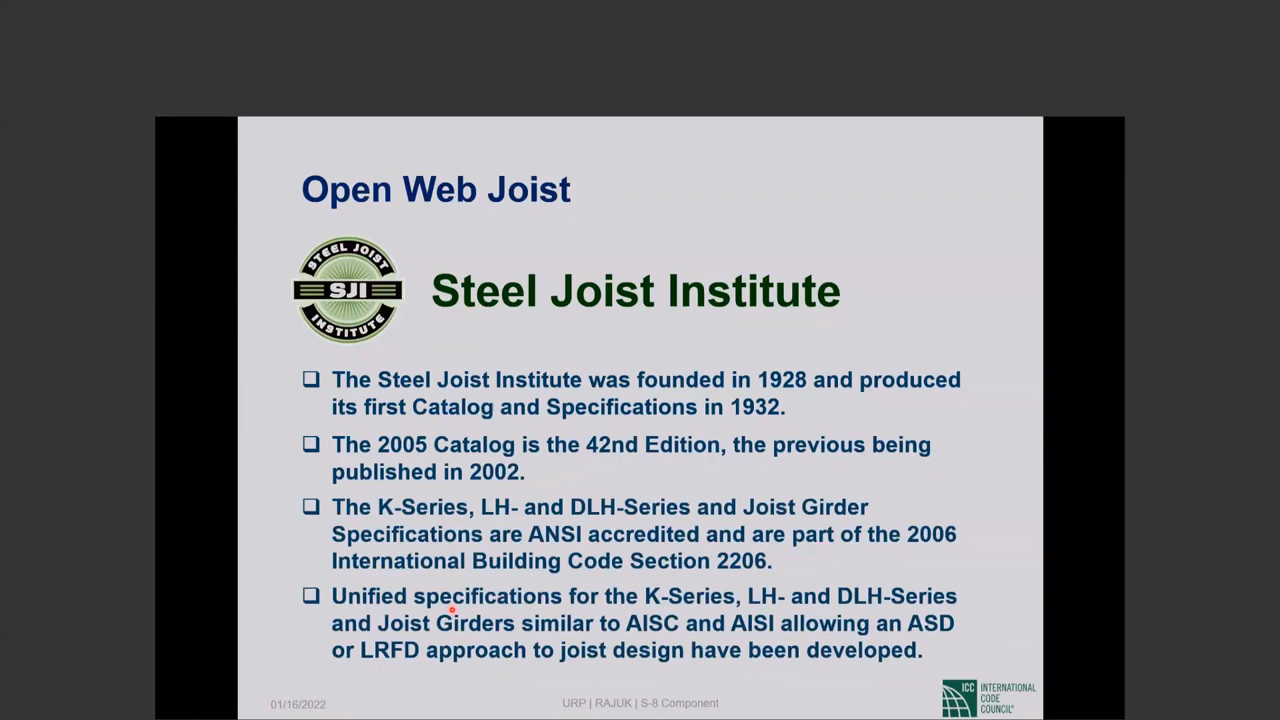 Open Web Joist
STEEL JOIST
SJI
INSTITUTE
Steel Joist Institute
❑ The Steel Joist Institute was founded in 1928 and produced
its first Catalog and Specifications in 1932.
❑ The 2005 Catalog is the 42nd Edition, the previous being
published in 2002.
❑ The K-Series, LH- and DLH-Series and Joist Girder
Specifications are ANSI accredited and are part of the 2006
International Building Code Section 2206.
❑ Unified specifications for the K-Series, LH- and DLH-Series
and Joist Girders similar to AISC and AISI allowing an ASD
or LRFD approach to joist design have been developed.
01/16/2022
URP | RAJUK | S-8 Component
ICC
INTERNATIONAL
CODE
COUNCIL®